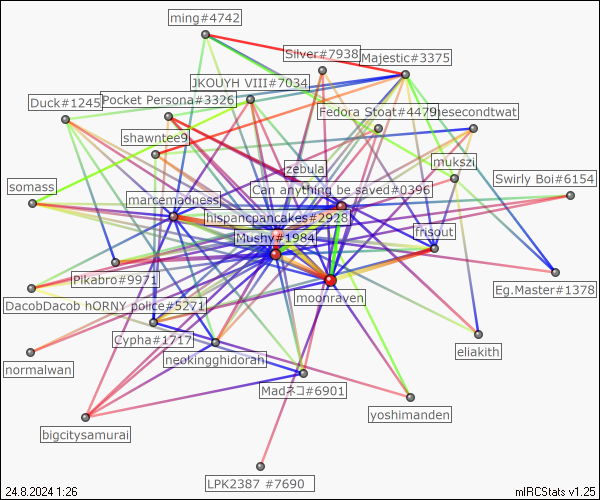 ming#4742
Silver#7938
Majestic#3375
JKOUYH VIII#7034
Duck#1245
Pocket Persona#3326
Fedora Stoat#4479
hesecondtwat
shawntee9
mukszi
zebula
Swirly Boi#6154
somass
Can anything be saved#0396
marcemadness
hispancpancakes#2928
frisout
Mushy#1984
Pikabro#9971
Eg.Master#1378
moonraven
DacobDacob hORNY police#5271
Cypha#1717
eliakith
neokingghidorah
normalwan
Madネコ#6901
yoshimanden
bigcitysamurai
LPK2387 #7690
24.8.2024 1:26
mIRCStats v1.25